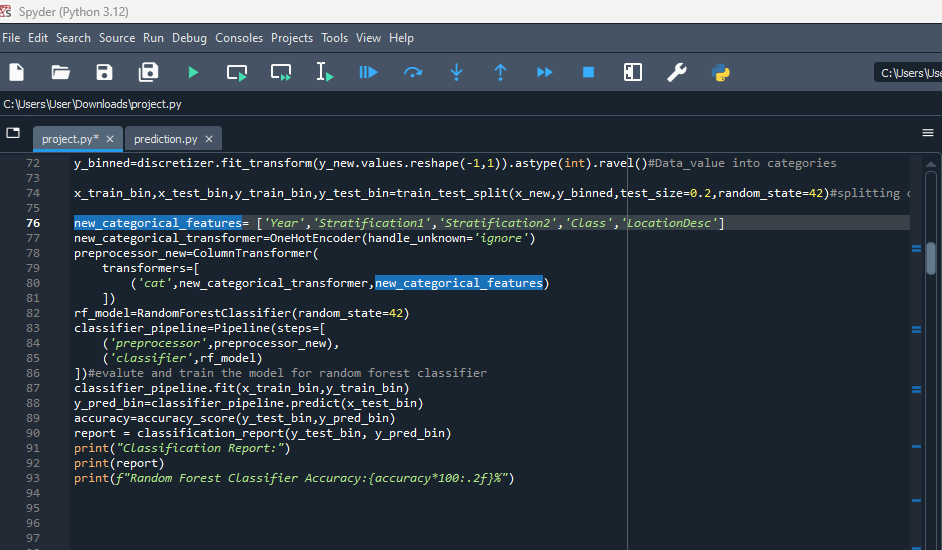 Spyder (Python 3.12)
File Edit Search Source Run Debug Consoles Projects Tools View Help
C:\Users\Use
C:\Users\User\Downloads\project.py
project.py* prediction.py
72 y_binned=discretizer.fit_transform(y_new.values.reshape(-1,1)).astype(int).ravel()#Data_value into categories
73
74 x_train_bin,x_test_bin,y_train_bin,y_test_bin=train_test_split(x_new,y_binned,test_size=0.2,random_state=42)#splitting
75
76 new_categorical_features= ['Year','Stratification1','Stratification2','Class','LocationDesc']
77 new_categorical_transformer=OneHotEncoder(handle_unknown='ignore')
78 preprocessor_new=ColumnTransformer(
79     transformers=[
80         ('cat',new_categorical_transformer,new_categorical_features)
81     ])
82 rf_model=RandomForestClassifier(random_state=42)
83 classifier_pipeline=Pipeline(steps=[
84     ('preprocessor',preprocessor_new),
85     ('classifier',rf_model)
86 ])#evalute and train the model for random forest classifier
87 classifier_pipeline.fit(x_train_bin,y_train_bin)
88 y_pred_bin=classifier_pipeline.predict(x_test_bin)
89 accuracy=accuracy_score(y_test_bin,y_pred_bin)
90 report = classification_report(y_test_bin, y_pred_bin)
91 print("Classification Report:")
92 print(report)
93 print(f"Random Forest Classifier Accuracy:{accuracy*100:.2f}%")
94
95
96
97